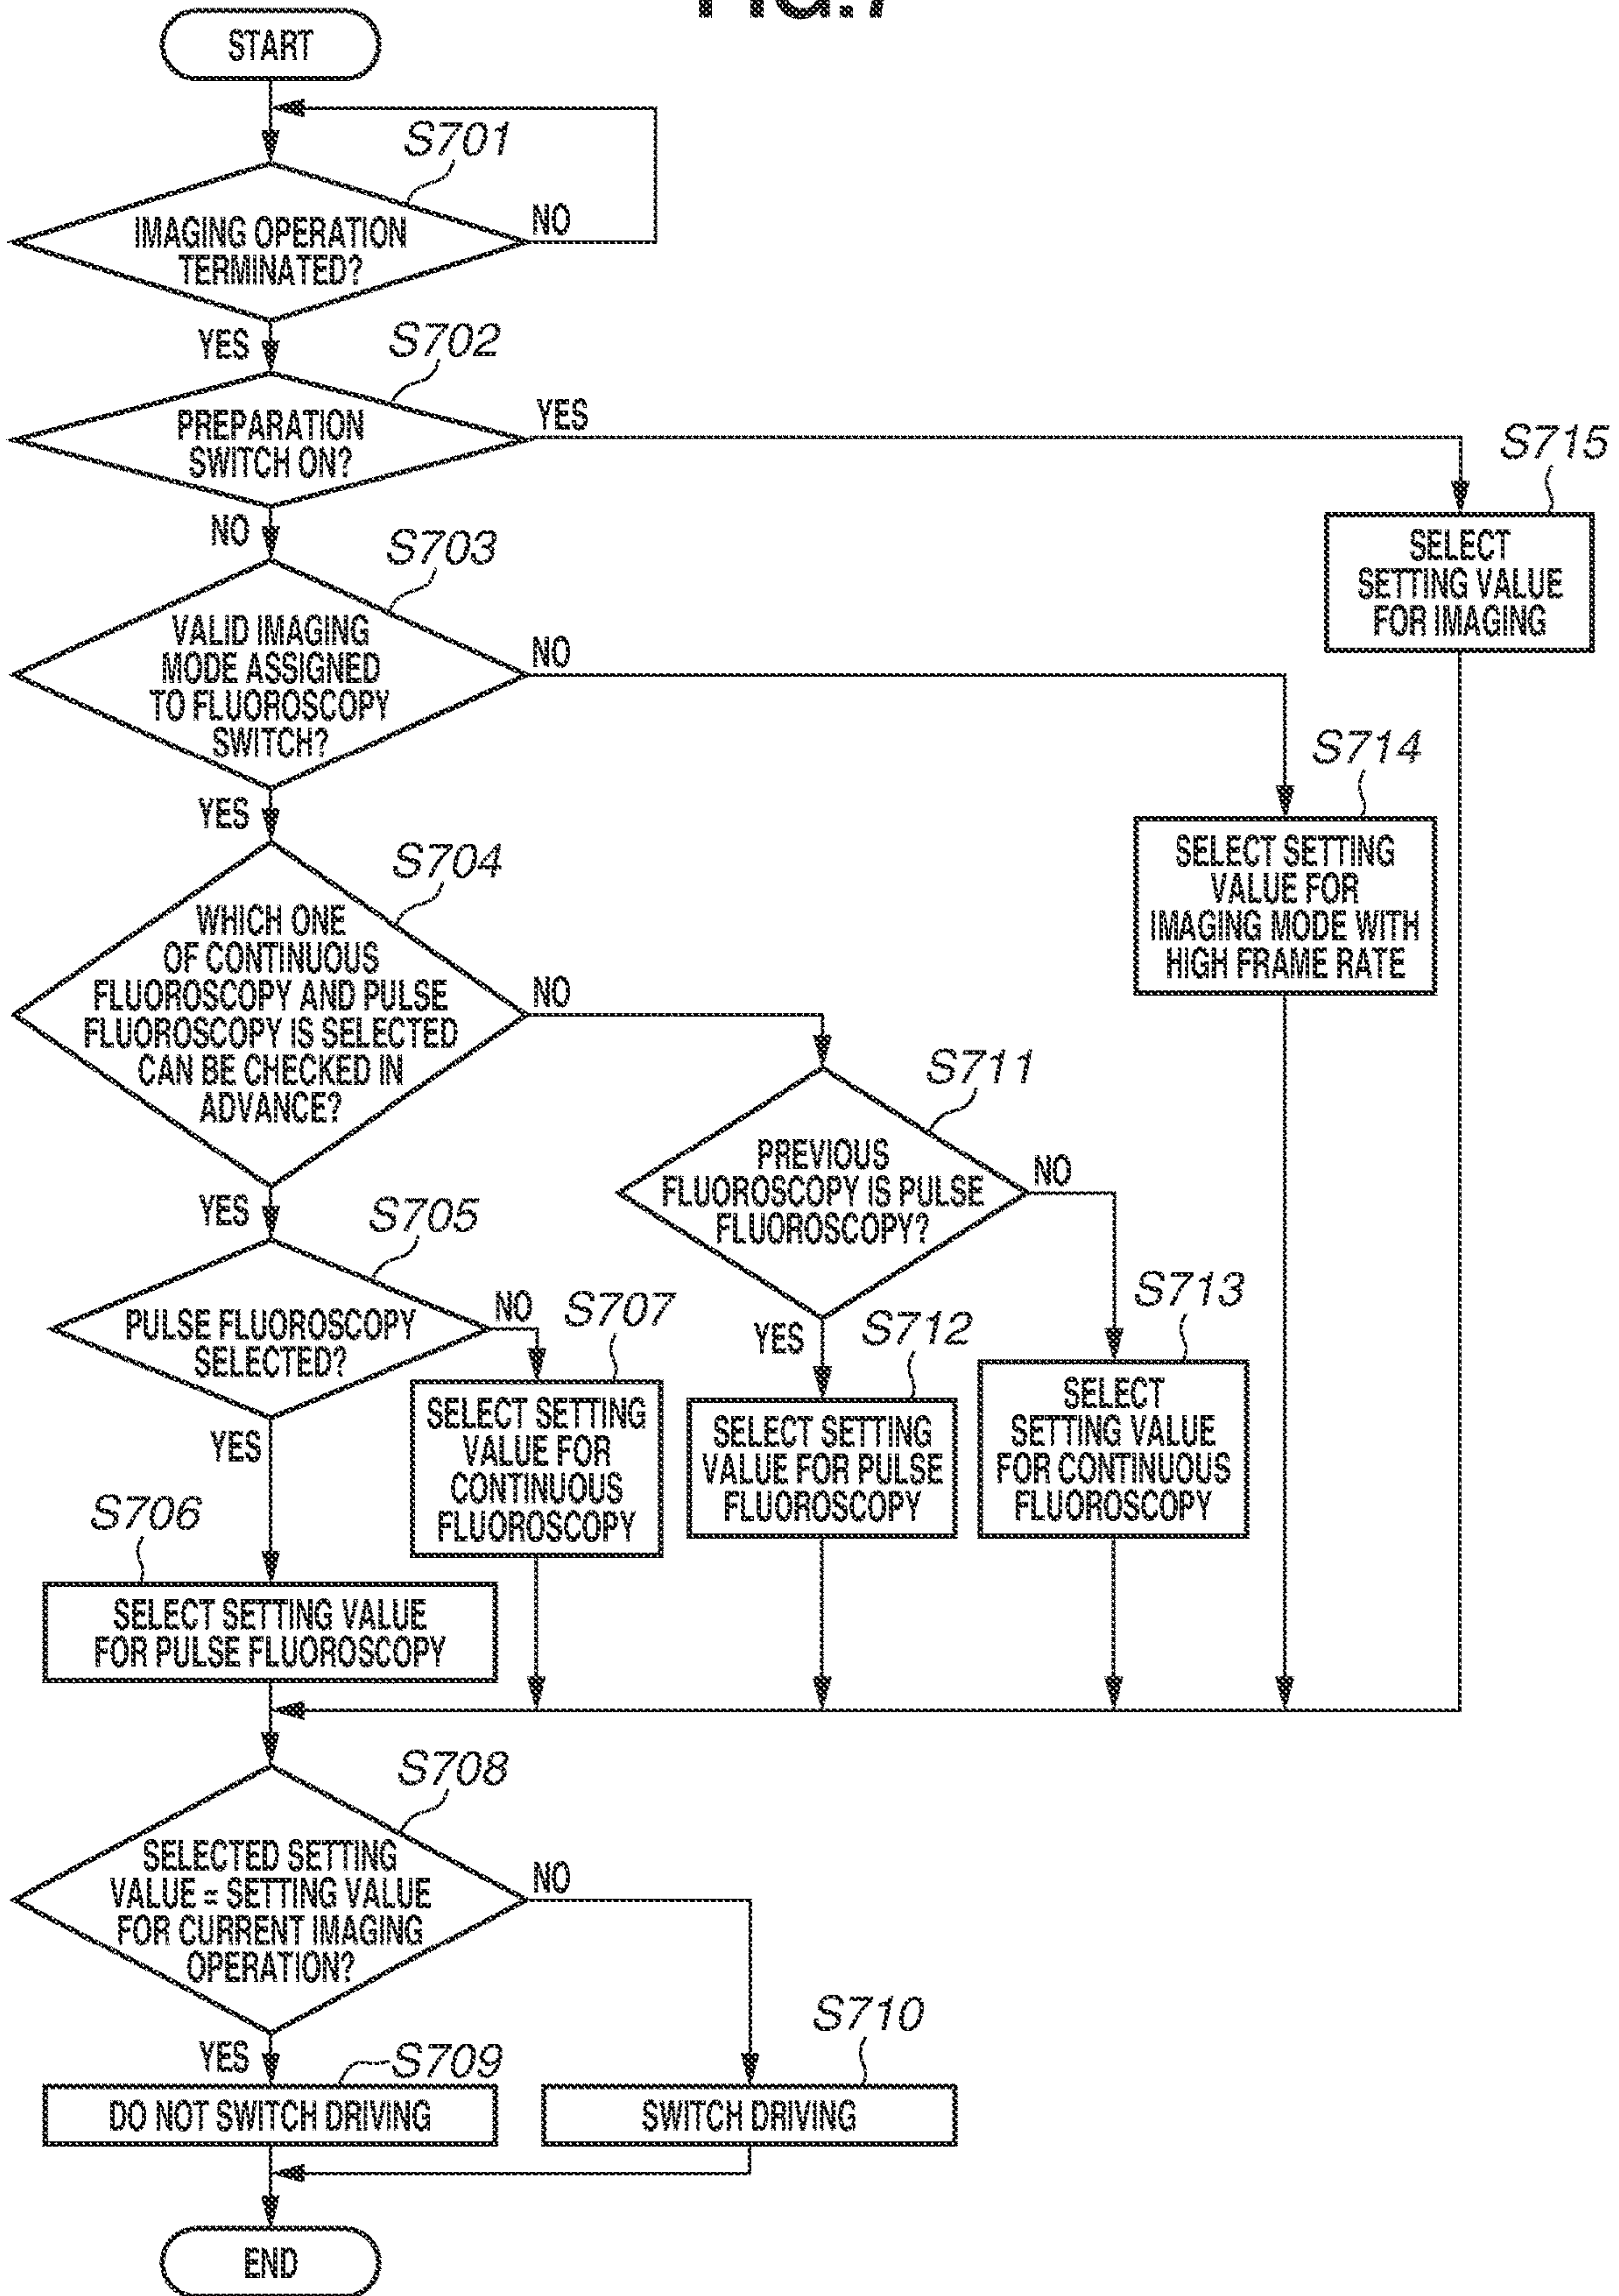 START
S701
IMAGING OPERATION
TERMINATED?
NO
YES
S702
PREPARATION
SWITCH ON?
YES
NO
S715
SELECT
SETTING VALUE
FOR IMAGING
S703
VALID IMAGING
MODE ASSIGNED
TO FLUOROSCOPY
SWITCH?
NO
YES
S714
SELECT SETTING
VALUE FOR
IMAGING MODE WITH
HIGH FRAME RATE
S704
WHICH ONE
OF CONTINUOUS
FLUOROSCOPY AND PULSE
FLUOROSCOPY IS SELECTED
CAN BE CHECKED IN
ADVANCE?
NO
YES
S711
PREVIOUS
FLUOROSCOPY IS PULSE
FLUOROSCOPY?
NO
YES
S705
PULSE FLUOROSCOPY
SELECTED?
NO
YES
S707
SELECT SETTING
VALUE FOR
CONTINUOUS
FLUOROSCOPY
S712
SELECT SETTING
VALUE FOR PULSE
FLUOROSCOPY
S713
SELECT
SETTING VALUE
FOR CONTINUOUS
FLUOROSCOPY
S706
SELECT SETTING VALUE
FOR PULSE FLUOROSCOPY
S708
SELECTED SETTING
VALUE = SETTING VALUE
FOR CURRENT IMAGING
OPERATION?
NO
YES
S709
DO NOT SWITCH DRIVING
S710
SWITCH DRIVING
END